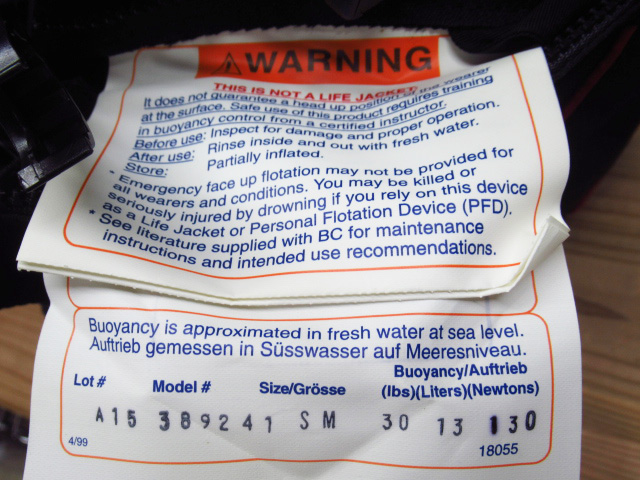 WARNING
THIS IS NOT A LIFE JACKET
It does not guarantee a head up position of the wearer
at the surface. Safe use of this product requires training
in buoyancy control from a certified instructor.
Before use: Inspect for damage and proper operation.
After use: Rinse inside and out with fresh water.
Store: Partially inflated.
* Emergency face up flotation may not be provided for
all wearers and conditions. You may be killed or
seriously injured by drowning if you rely on this device
as a Life Jacket or Personal Flotation Device (PFD).
* See literature supplied with BC for maintenance
instructions and intended use recommendations.
Buoyancy is approximated in fresh water at sea level.
Auftrieb gemessen in Süsswasser auf Meeresniveau.
Buoyancy/Auftrieb
Lot # Model # Size/Grösse (lbs)(Liters)(Newtons)
A15 389241 SM 30 13 130
4/99 18055